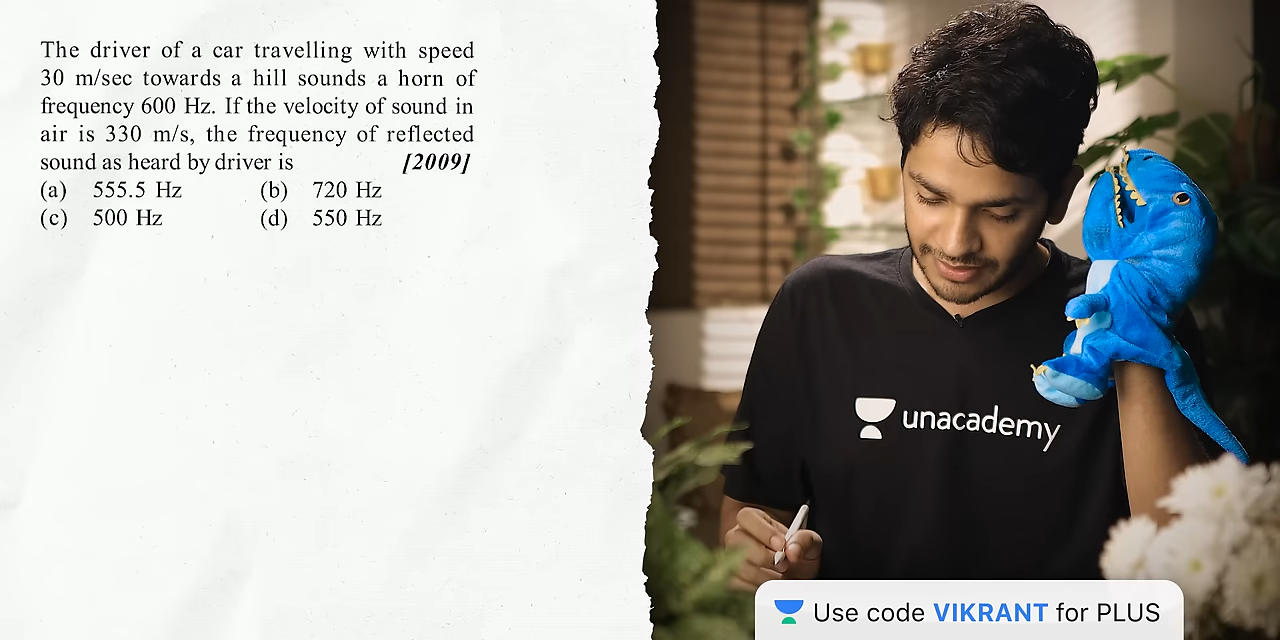 The driver of a car travelling with speed
30 m/sec towards a hill sounds a horn of
frequency 600 Hz. If the velocity of sound in
air is 330 m/s, the frequency of reflected
sound as heard by driver is [2009]
(a) 555.5 Hz (b) 720 Hz
(c) 500 Hz (d) 550 Hz
unacademy
Use code VIKRANT for PLUS